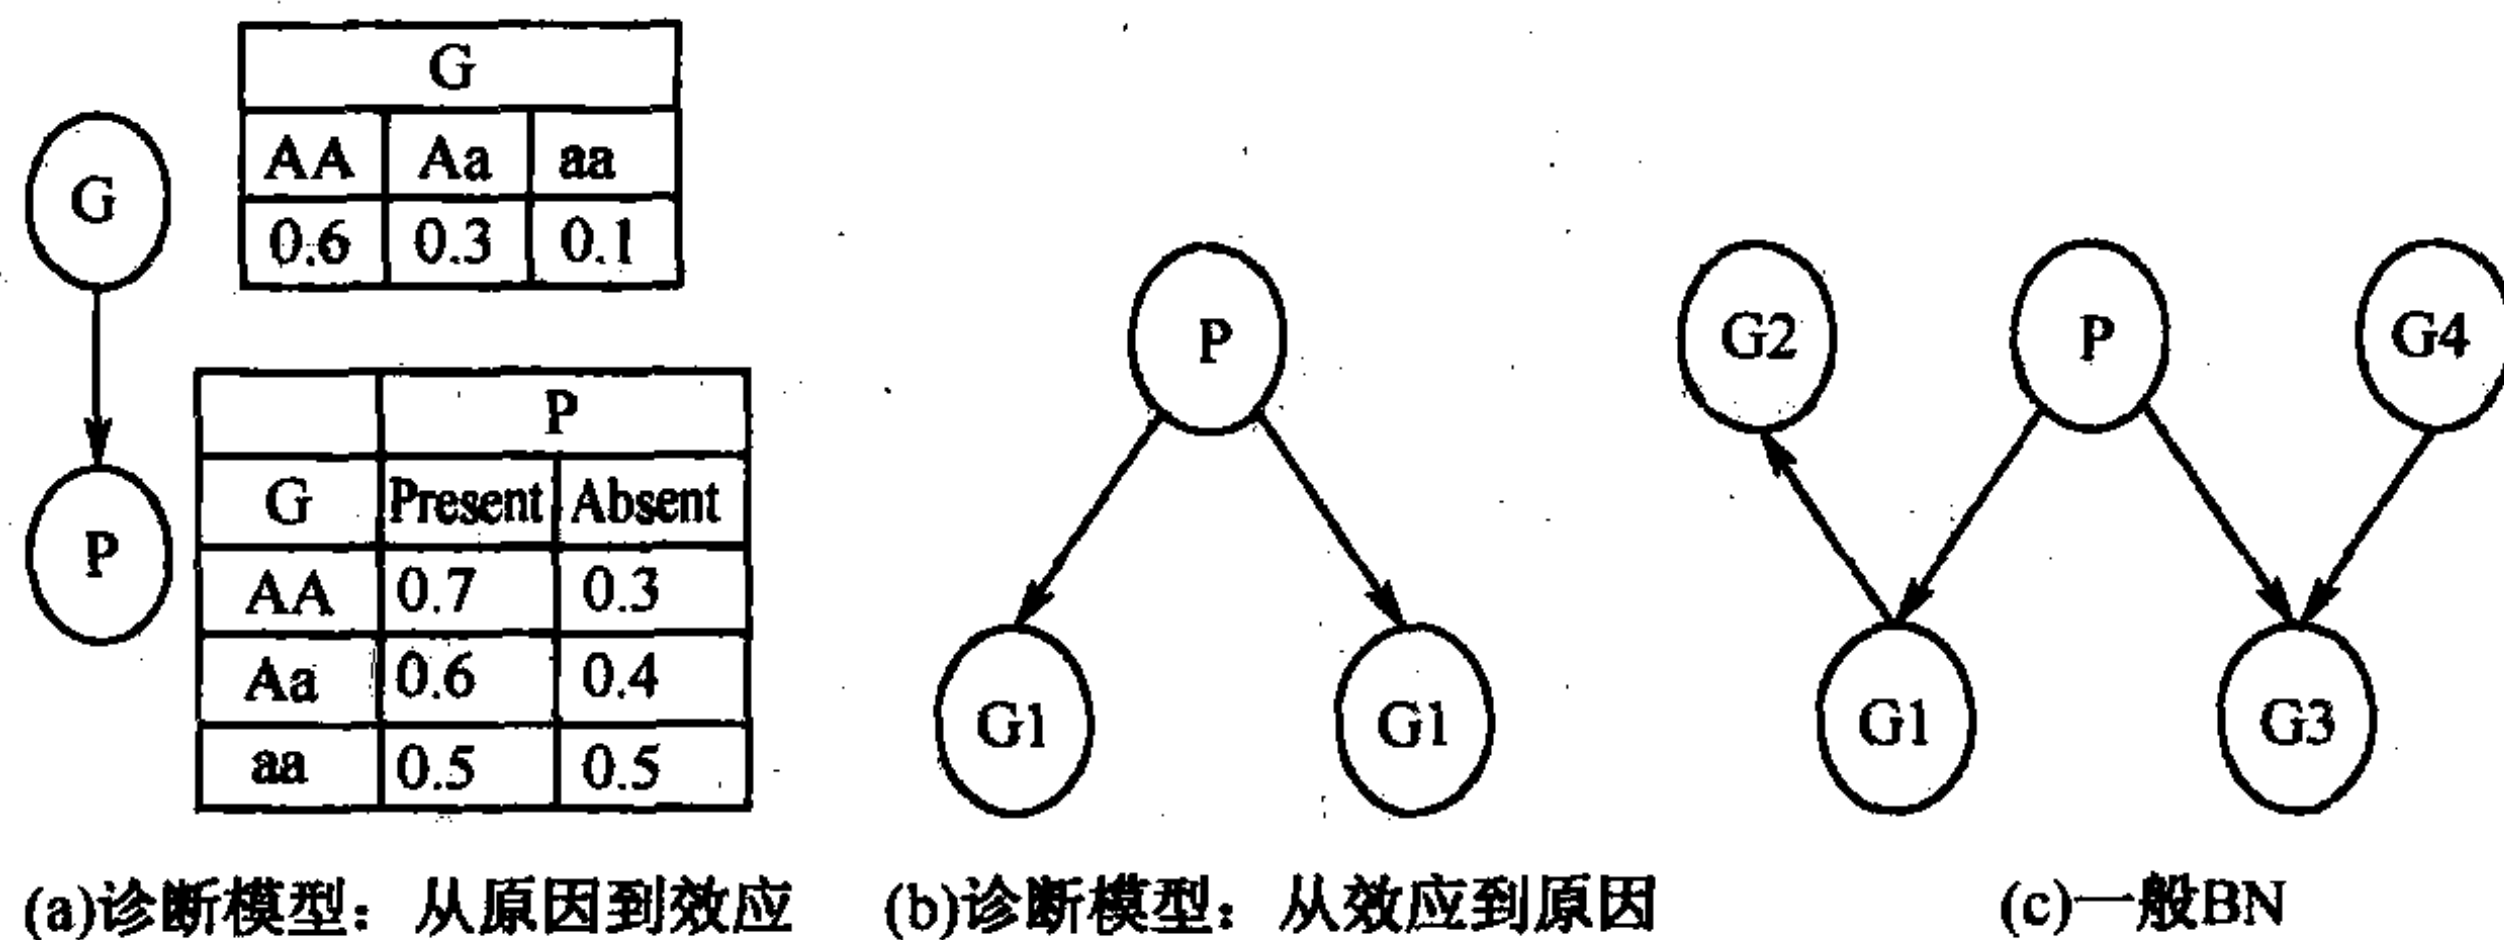 G
G
AA Aa aa
0.6 0.3 0.1
P
P
G Present Absent
AA 0.7 0.3
Aa 0.6 0.4
aa 0.5 0.5
(a)诊断模型：从原因到效应
P
G1 G1
(b)诊断模型：从效应到原因
G2 P G4
G1 G3
(c)一般BN